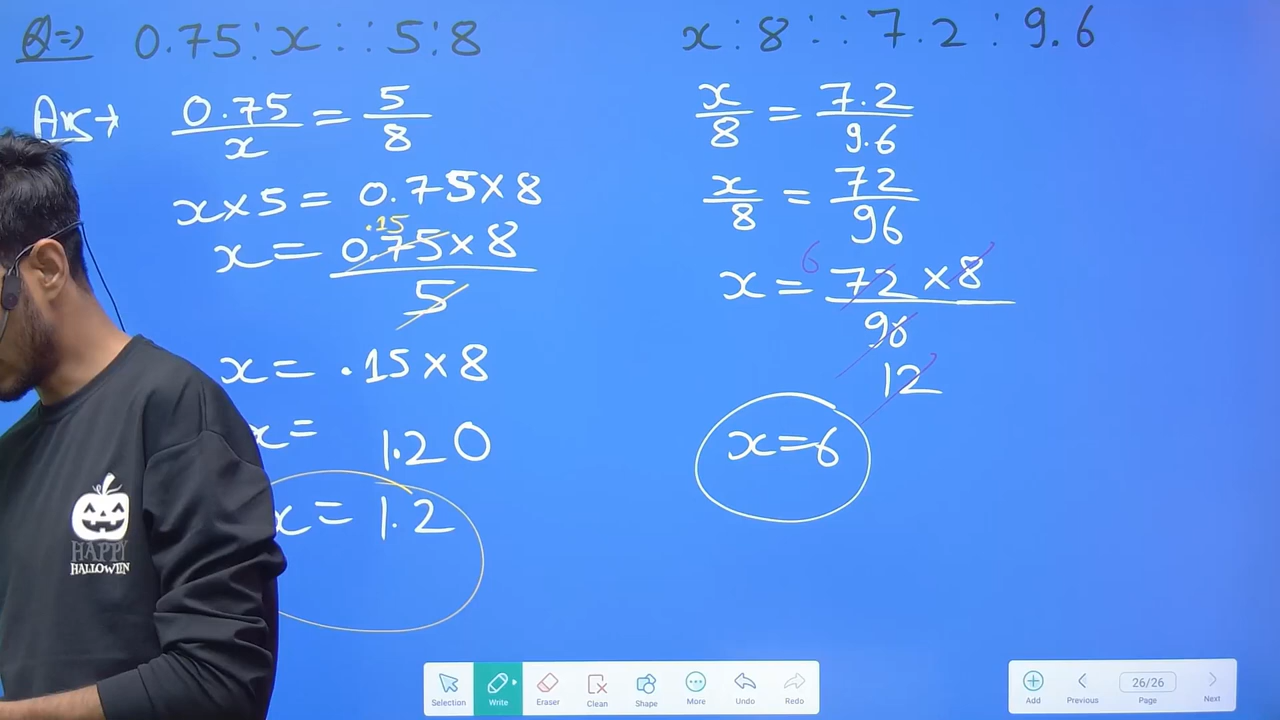 Q⇒ 0.75:x::5:8
Ans→ 0.75/x = 5/8
x×5 = 0.75×8
.15
x = 0.75×8/5
x = .15×8
x = 1.20
x = 1.2
x:8::7.2:9.6
x/8 = 7.2/9.6
x/8 = 72/96
6
x = 72×8/96
12
x=6
HAPPY
HALLOWEEN
Selection
Write
Eraser
Clean
Shape
More
Undo
Redo
Add
Previous
26/26
Page
Next